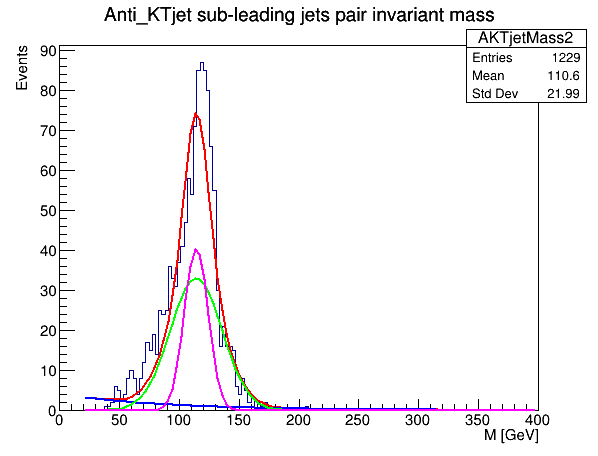 Anti_KTjet sub-leading jets pair invariant mass
AKTjetMass2
Entries 1229
Mean 110.6
Std Dev 21.99
Events
90
80
70
60
50
40
30
20
10
0
0 50 100 150 200 250 300 350 400
M [GeV]